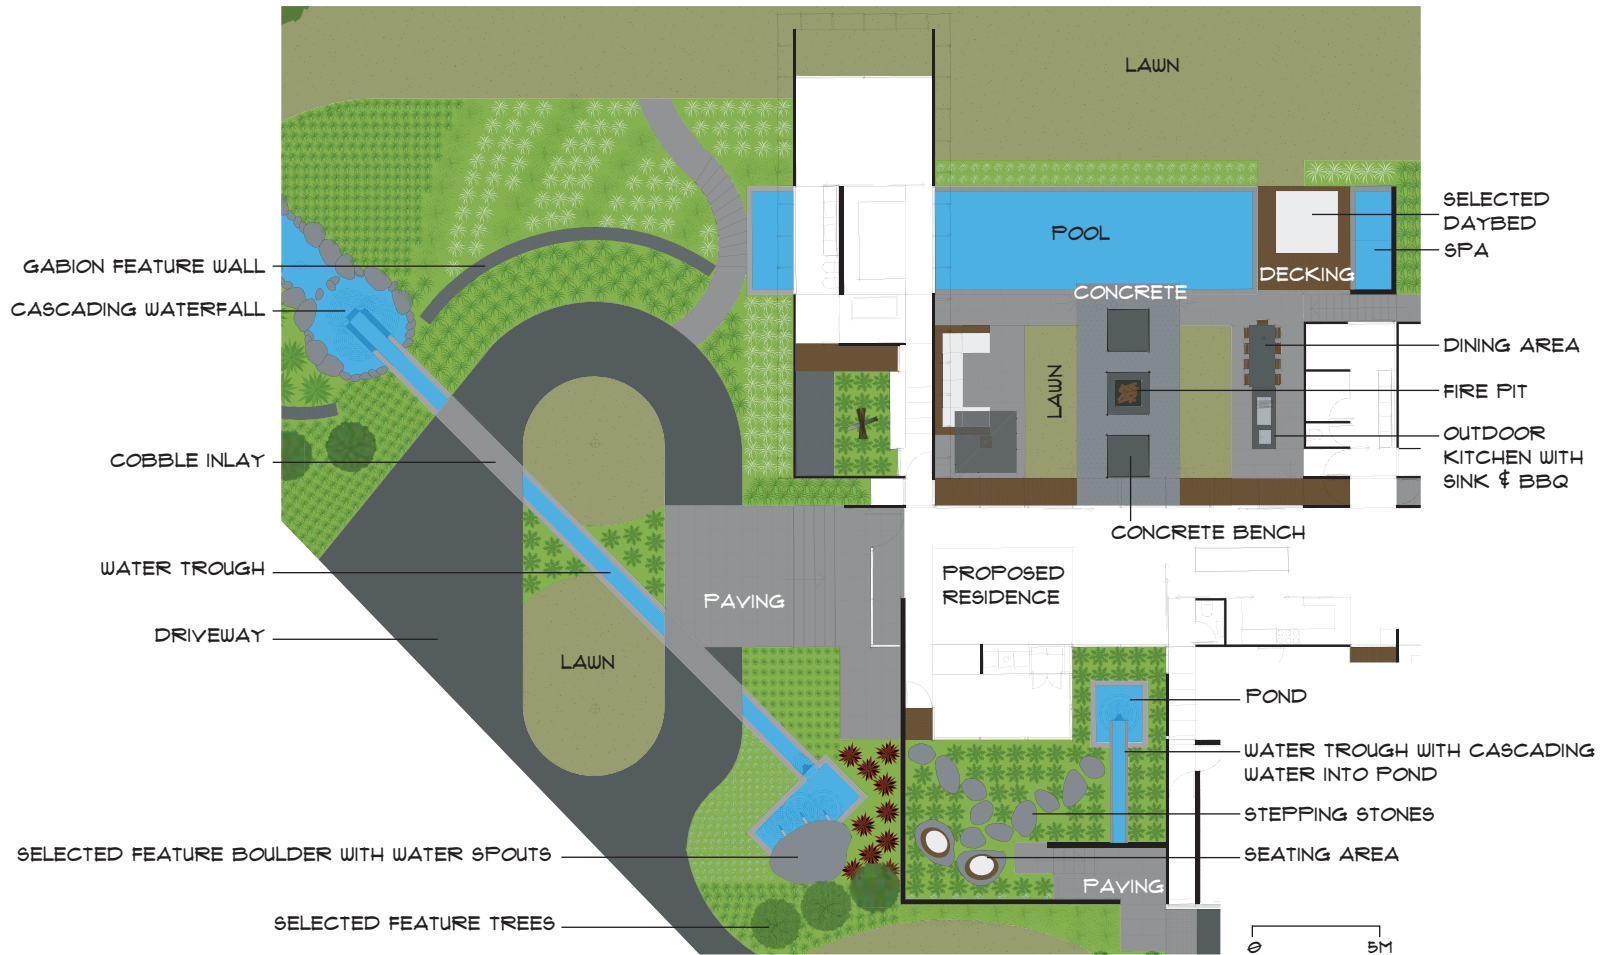 LAWN
SELECTED
DAYBED
SPA
POOL
DECKING
GABION FEATURE WALL
CASCADING WATERFALL
CONCRETE
DINING AREA
LAWN
FIRE PIT
OUTDOOR
KITCHEN WITH
SINK & BBQ
COBBLE INLAY
CONCRETE BENCH
WATER TROUGH
PROPOSED
RESIDENCE
PAVING
DRIVEWAY
LAWN
POND
WATER TROUGH WITH CASCADING
WATER INTO POND
STEPPING STONES
SELECTED FEATURE BOULDER WITH WATER SPOUTS
SEATING AREA
PAVING
SELECTED FEATURE TREES
0 5M